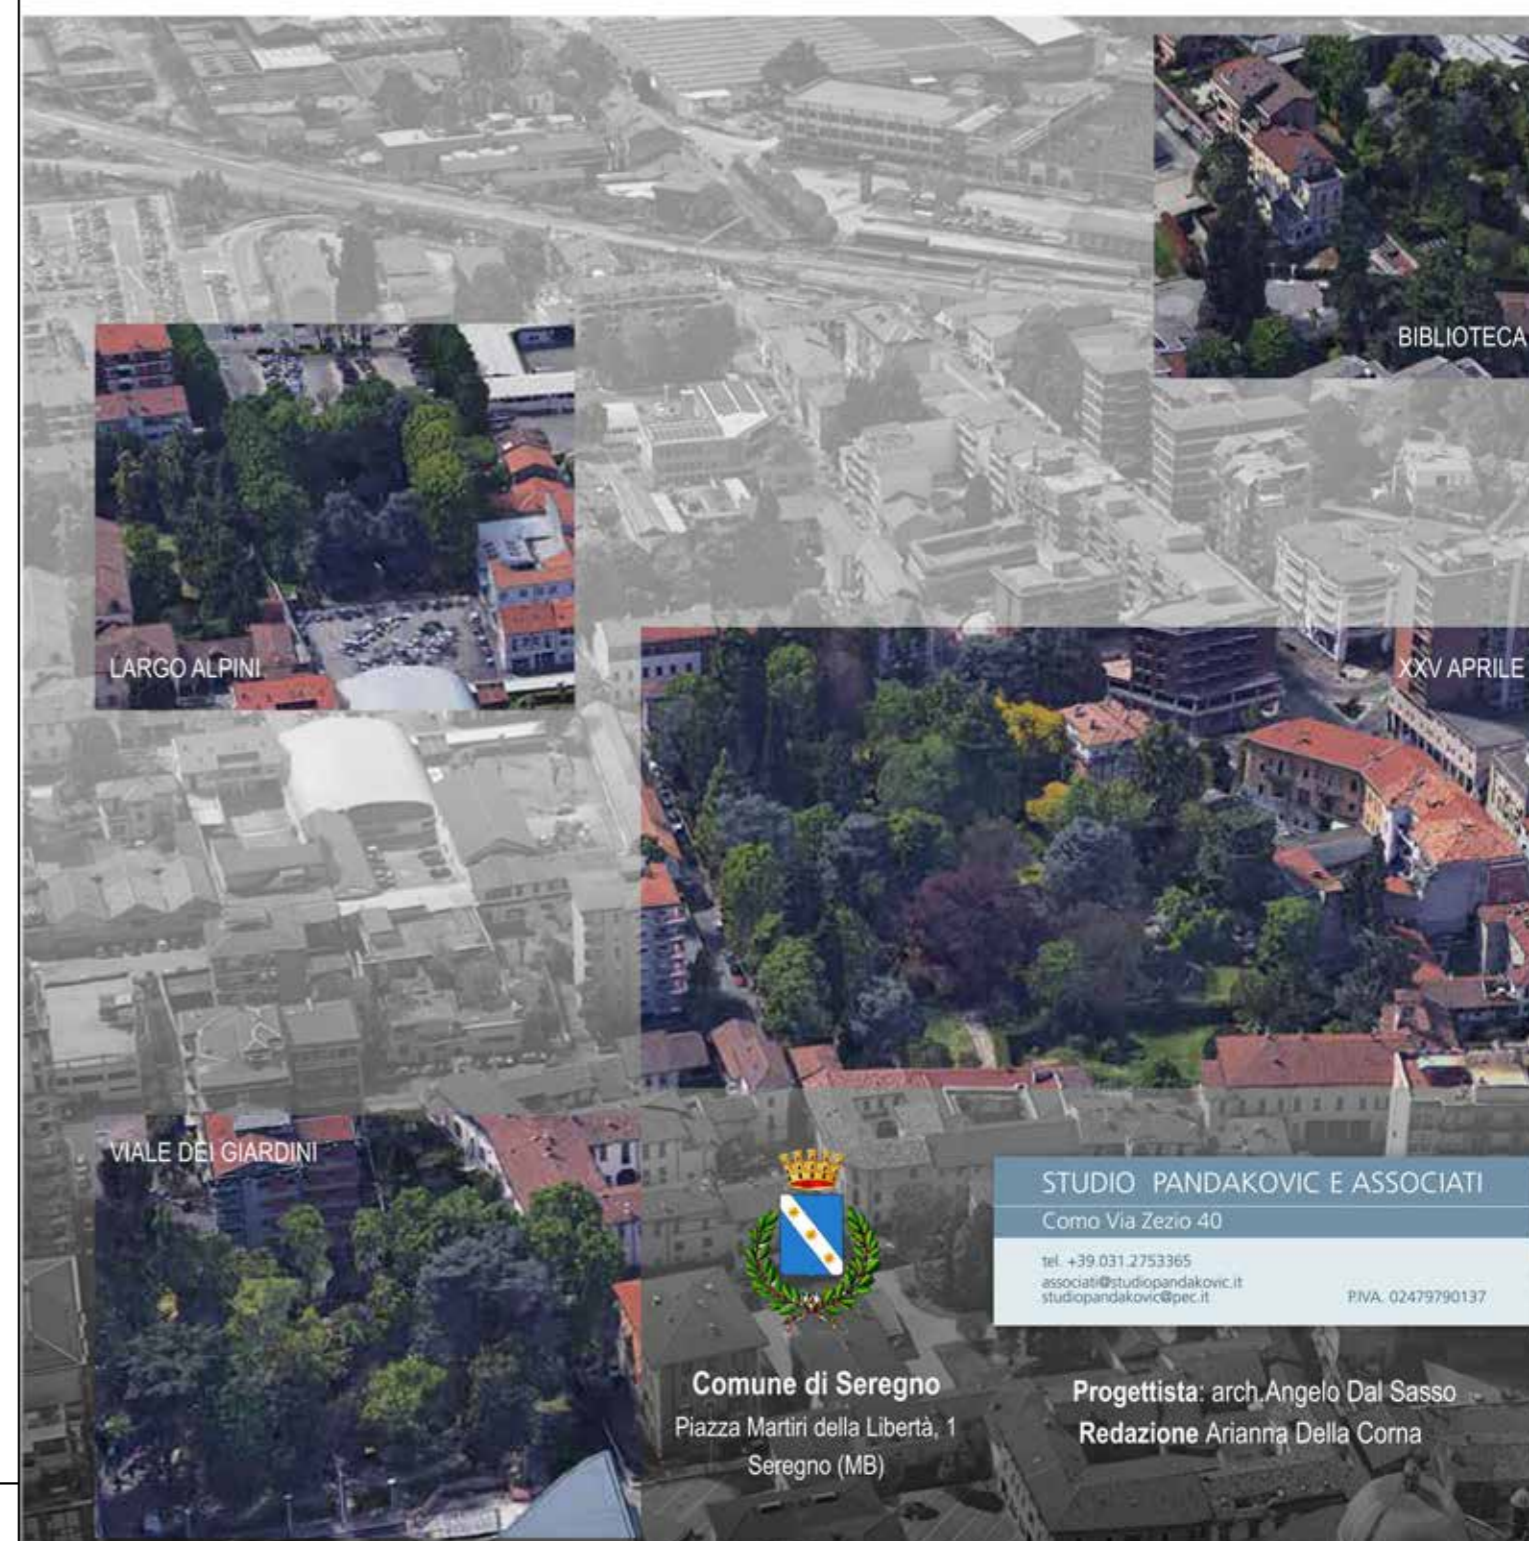 BIBLIOTECA
LARGO ALPINI
XXV APRILE
VIALE DEI GIARDINI
STUDIO PANDAKOVIC E ASSOCIATI
Como Via Zezio 40
tel. +39.031.2753365
associati@studiopandakovic.it
studiopandakovic@pec.it
P.IVA. 02479790137
Comune di Seregno
Piazza Martiri della Libertà, 1
Seregno (MB)
Progettista: arch.Angelo Dal Sasso
Redazione Arianna Della Corna